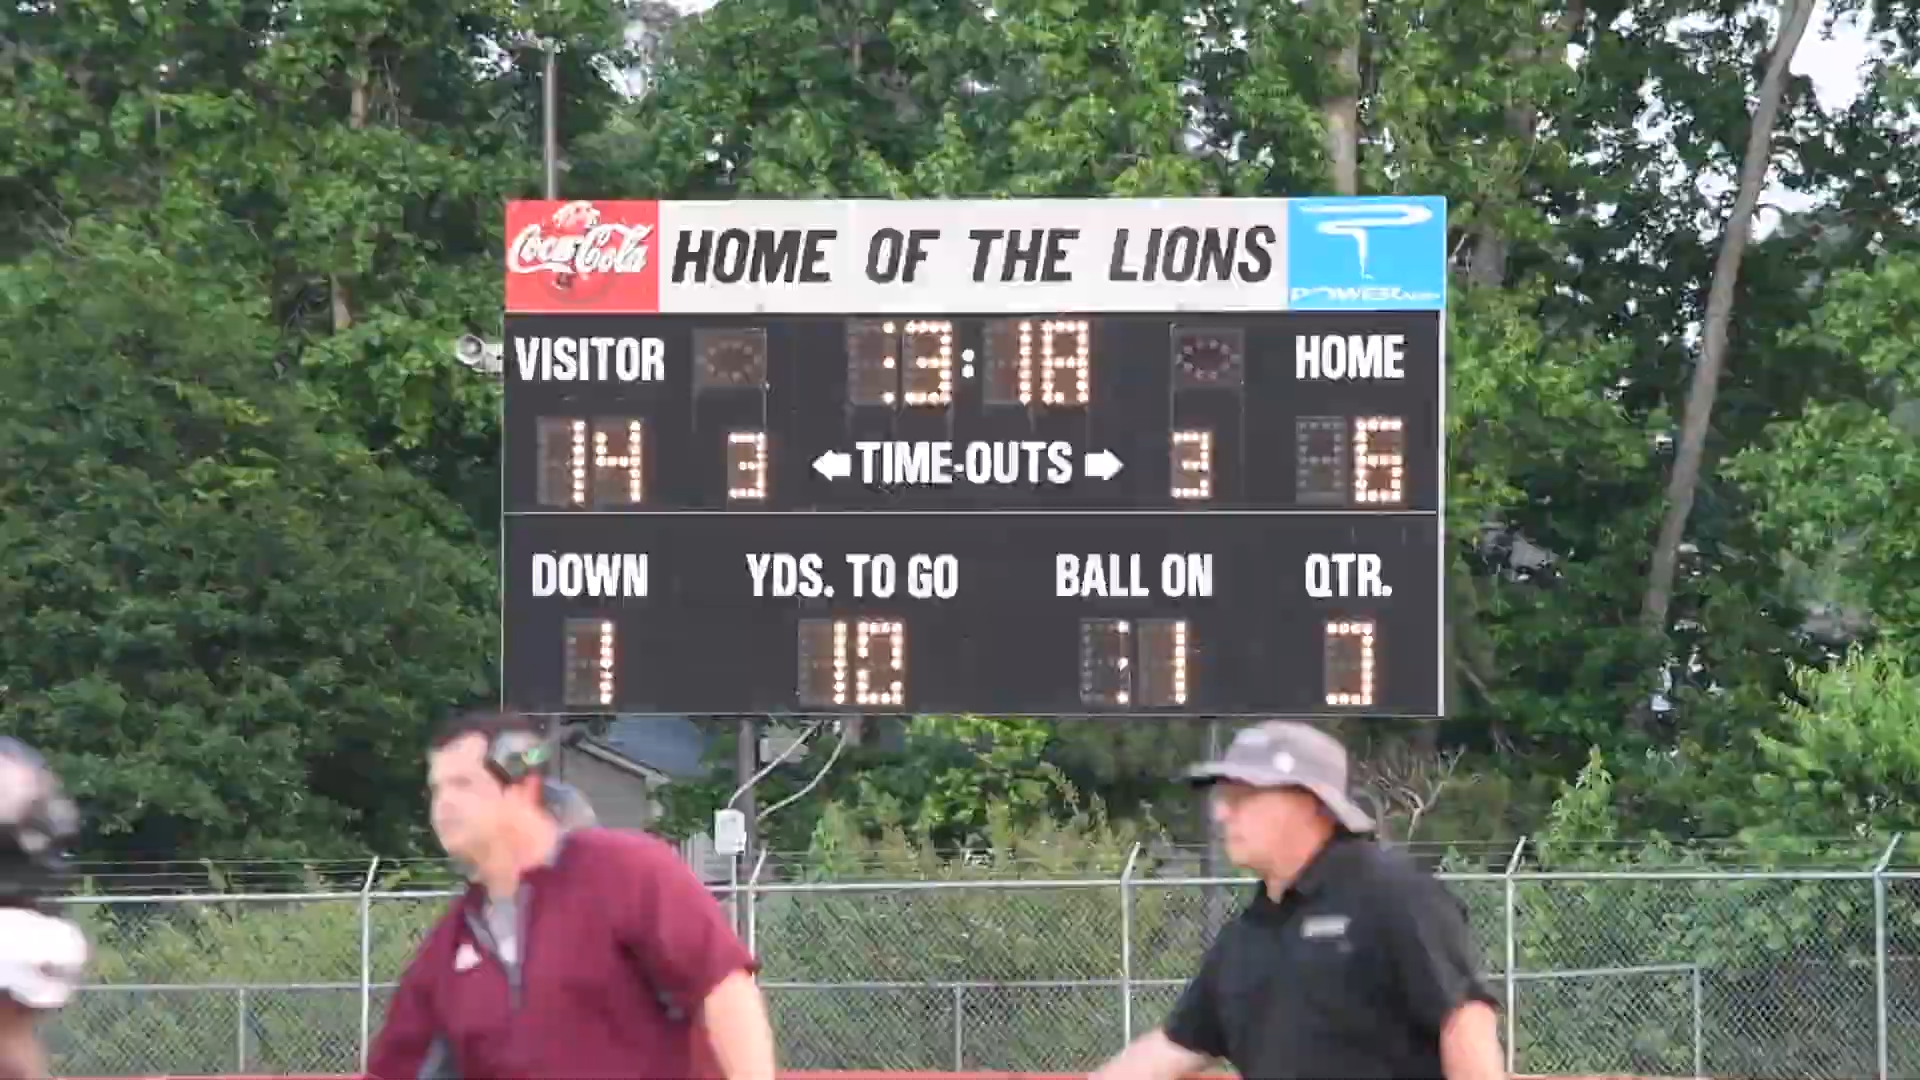 Coca-Cola HOME OF THE LIONS POWERADE
VISITOR HOME
14 3 ←TIME-OUTS→ 3 6
DOWN YDS. TO GO BALL ON QTR.
1 10